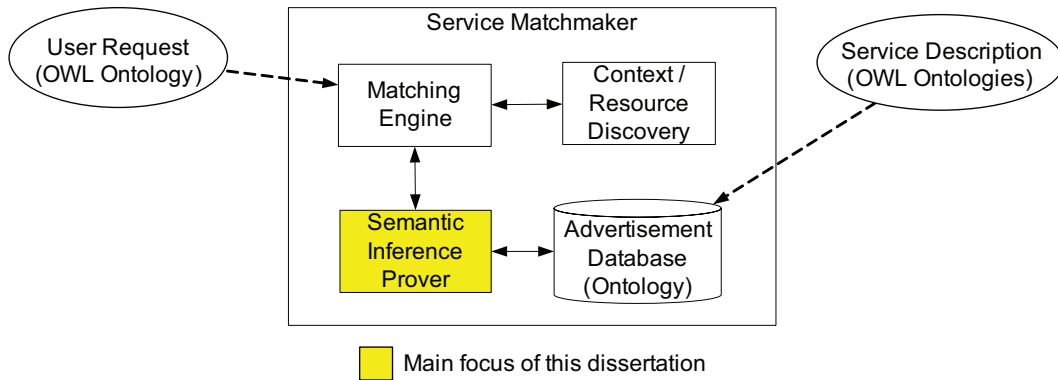 Service Matchmaker
User Request
(OWL Ontology)
Service Description
(OWL Ontologies)
Matching
Engine
Context /
Resource
Discovery
Semantic
Inference
Prover
Advertisement
Database
(Ontology)
Main focus of this dissertation